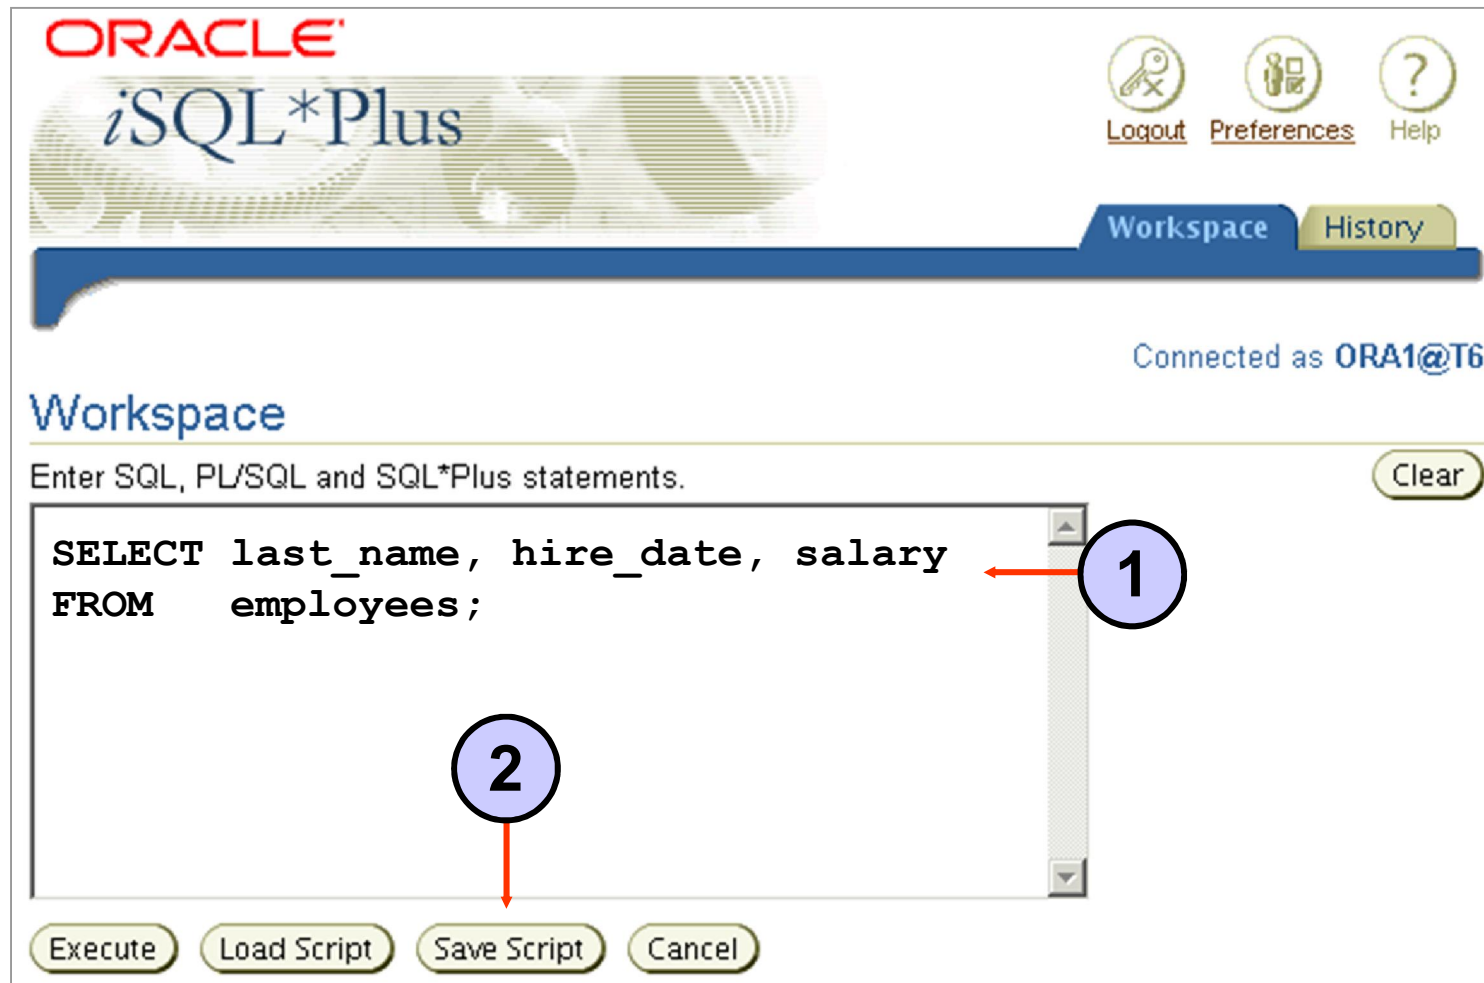 ORACLE
iSQL*Plus
Logout Preferences Help
Workspace History
Connected as ORA1@T6
Workspace
Enter SQL, PL/SQL and SQL*Plus statements.
Clear
SELECT last_name, hire_date, salary
FROM employees;
1
2
Execute Load Script Save Script Cancel